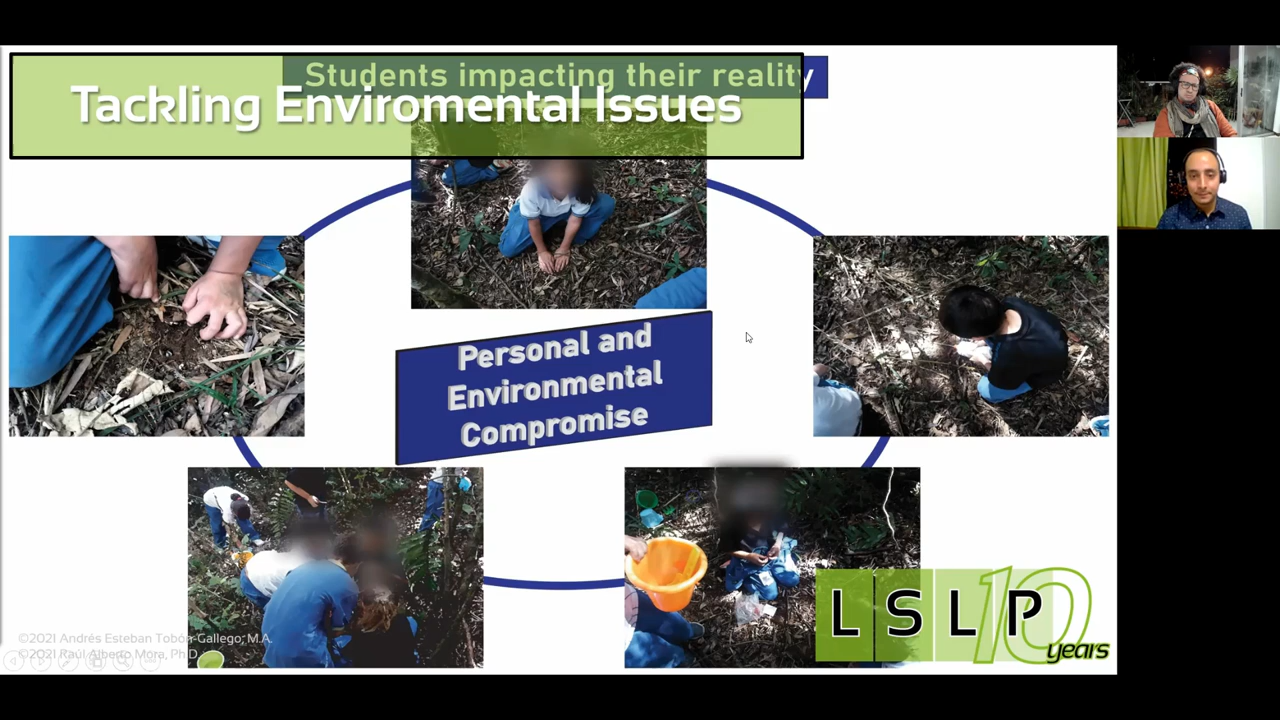 Students impacting their reality
Tackling Enviromental Issues
Personal and
Environmental
Compromise
©2021 Andrés Esteban Tobón-Gallego, M.A.
©2021 Raúl Alberto Mora, Ph.D.
LSLP 10
years